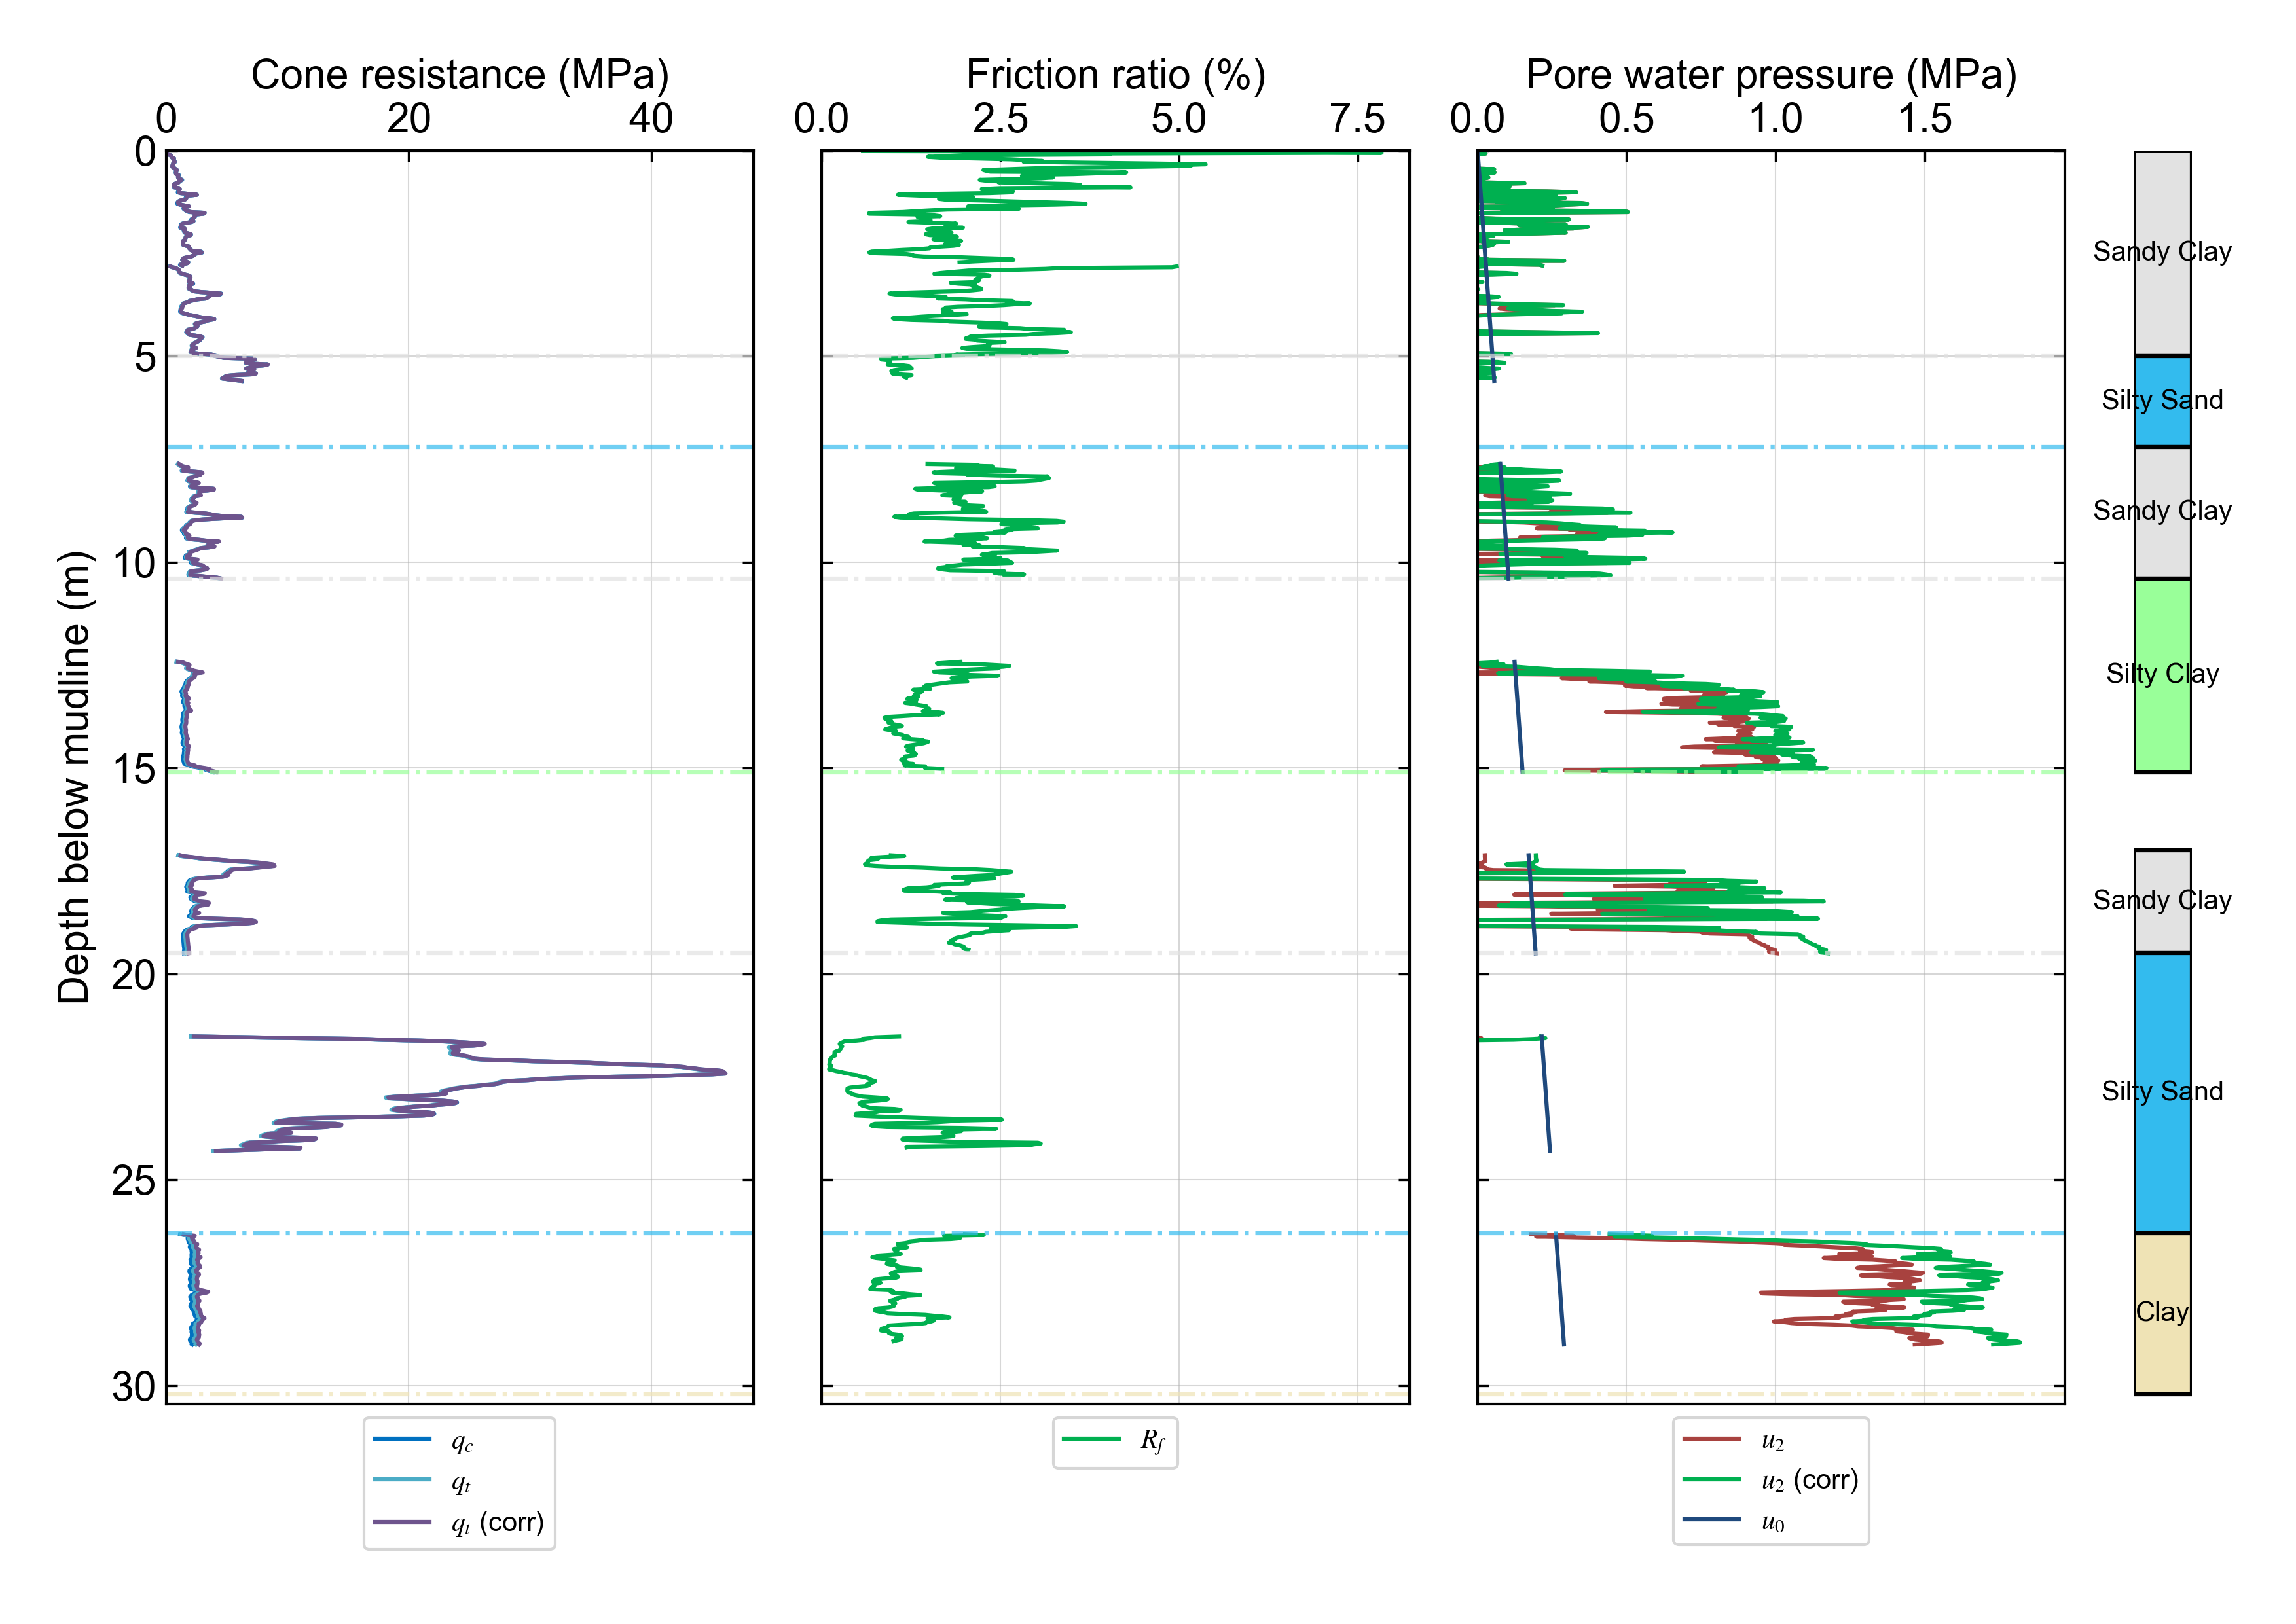 Cone resistance (MPa)
Friction ratio (%)
Pore water pressure (MPa)
0 20 40
0.0 2.5 5.0 7.5
0.0 0.5 1.0 1.5
Depth below mudline (m)
0
5
10
15
20
25
30
Sandy Clay
Silty Sand
Sandy Clay
Silty Clay
Sandy Clay
Silty Sand
Clay
q_c
q_t
q_t (corr)
R_f
u_2
u_2 (corr)
u_0